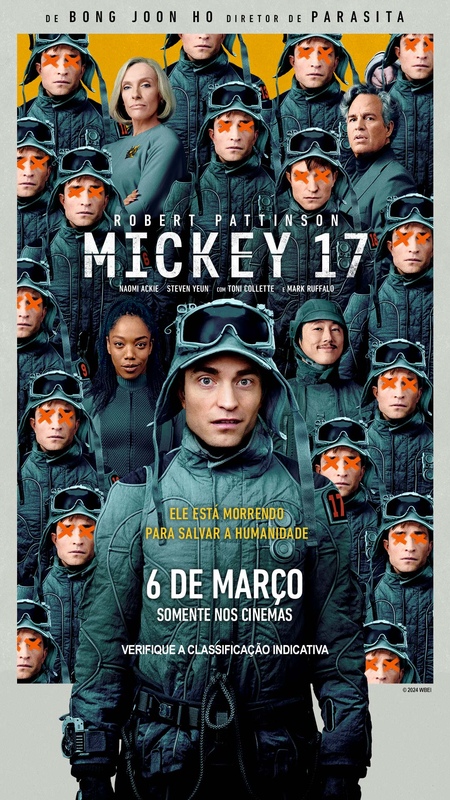 DE BONG JOON HO DIRETOR DE PARASITA
ROBERT PATTINSON
MICKEY 17
NAOMI ACKIE STEVEN YEUN COM TONI COLLETTE E MARK RUFFALO
17
ELE ESTÁ MORRENDO
PARA SALVAR A HUMANIDADE
6 DE MARÇO
SOMENTE NOS CINEMAS
VERIFIQUE A CLASSIFICAÇÃO INDICATIVA
© 2024 WBEI